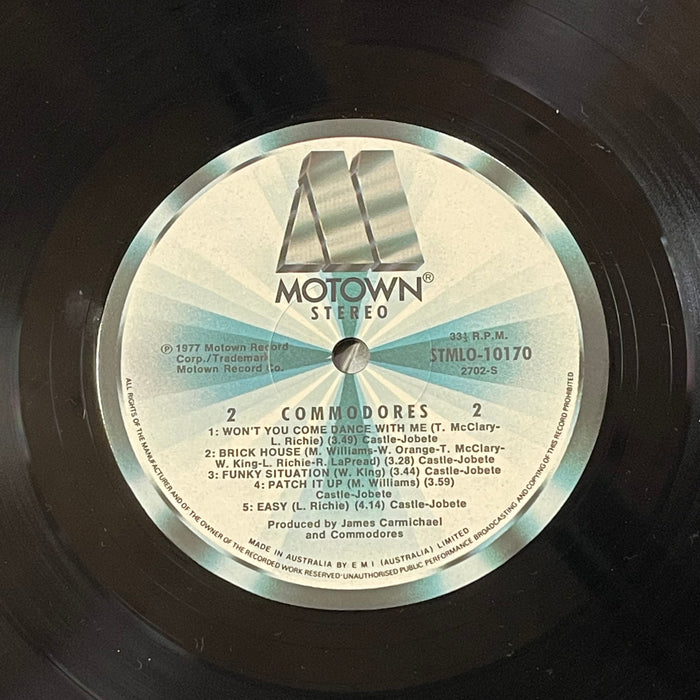 M
MOTOWN®
STEREO
℗ 1977 Motown Record
Corp./Trademark
Motown Record Co.
33⅓ R.P.M.
STMLO-10170
2702-S
2 COMMODORES 2
1: WON'T YOU COME DANCE WITH ME (T. McClary-
L. Richie) (3.49) Castle-Jobete
2: BRICK HOUSE (M. Williams-W. Orange-T. McClary-
W. King-L. Richie-R. LaPread) (3.28) Castle-Jobete
3: FUNKY SITUATION (W. King) (3.44) Castle-Jobete
4: PATCH IT UP (M. Williams) (3.59)
Castle-Jobete
5: EASY (L. Richie) (4.14) Castle-Jobete
Produced by James Carmichael
and Commodores
MADE IN AUSTRALIA BY E M I (AUSTRALIA) LIMITED
ALL RIGHTS OF THE MANUFACTURER AND OF THE OWNER OF THE RECORDED WORK RESERVED·UNAUTHORISED PUBLIC PERFORMANCE BROADCASTING AND COPYING OF THIS RECORD PROHIBITED